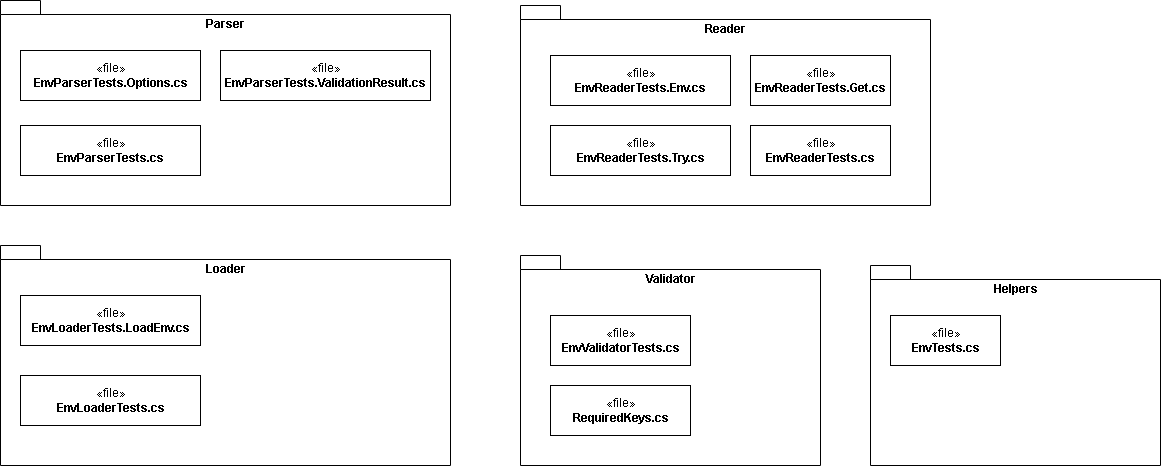 Parser
«file»
EnvParserTests.Options.cs
«file»
EnvParserTests.ValidationResult.cs
«file»
EnvParserTests.cs
Reader
«file»
EnvReaderTests.Env.cs
«file»
EnvReaderTests.Get.cs
«file»
EnvReaderTests.Try.cs
«file»
EnvReaderTests.cs
Loader
«file»
EnvLoaderTests.LoadEnv.cs
«file»
EnvLoaderTests.cs
Validator
«file»
EnvValidatorTests.cs
«file»
RequiredKeys.cs
Helpers
«file»
EnvTests.cs